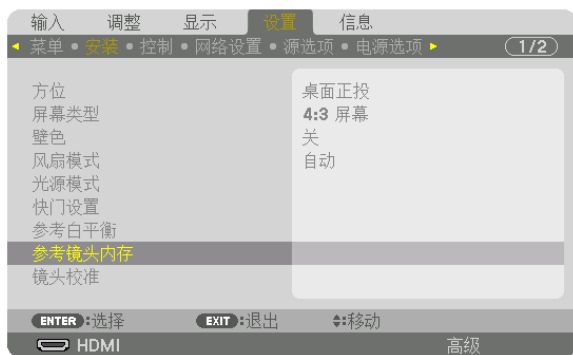 输入 调整 显示 设置 信息
菜单 • 安装 • 控制 • 网络设置 • 源选项 • 电源选项 1/2
方位 桌面正投
屏幕类型 4:3 屏幕
壁色 关
风扇模式 自动
光源模式
快门设置
参考白平衡
参考镜头内存
镜头校准
ENTER :选择 EXIT :退出 :移动
HDMI 高级